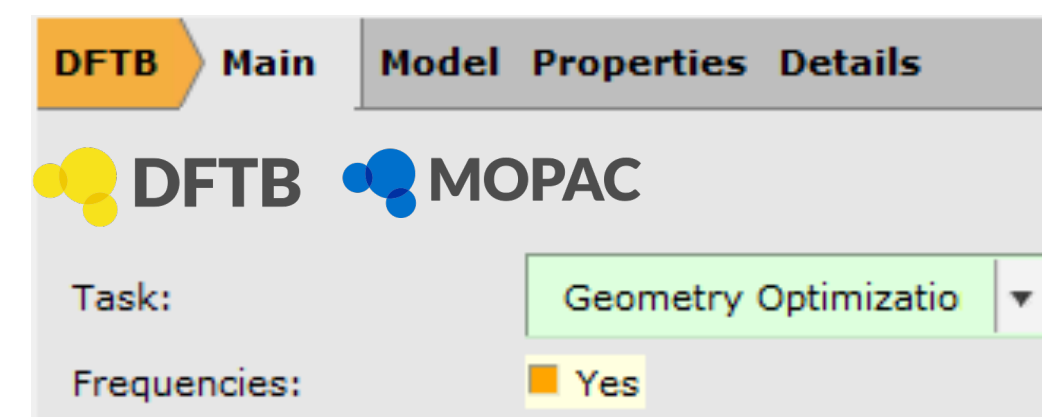 DFTB Main Model Properties Details
DFTB MOPAC
Task: Geometry Optimizatio
Frequencies: Yes